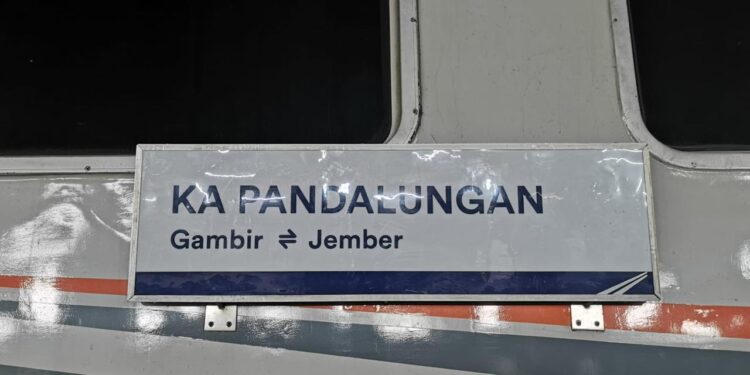 KA PANDALUNGAN
Gambir ⇌ Jember